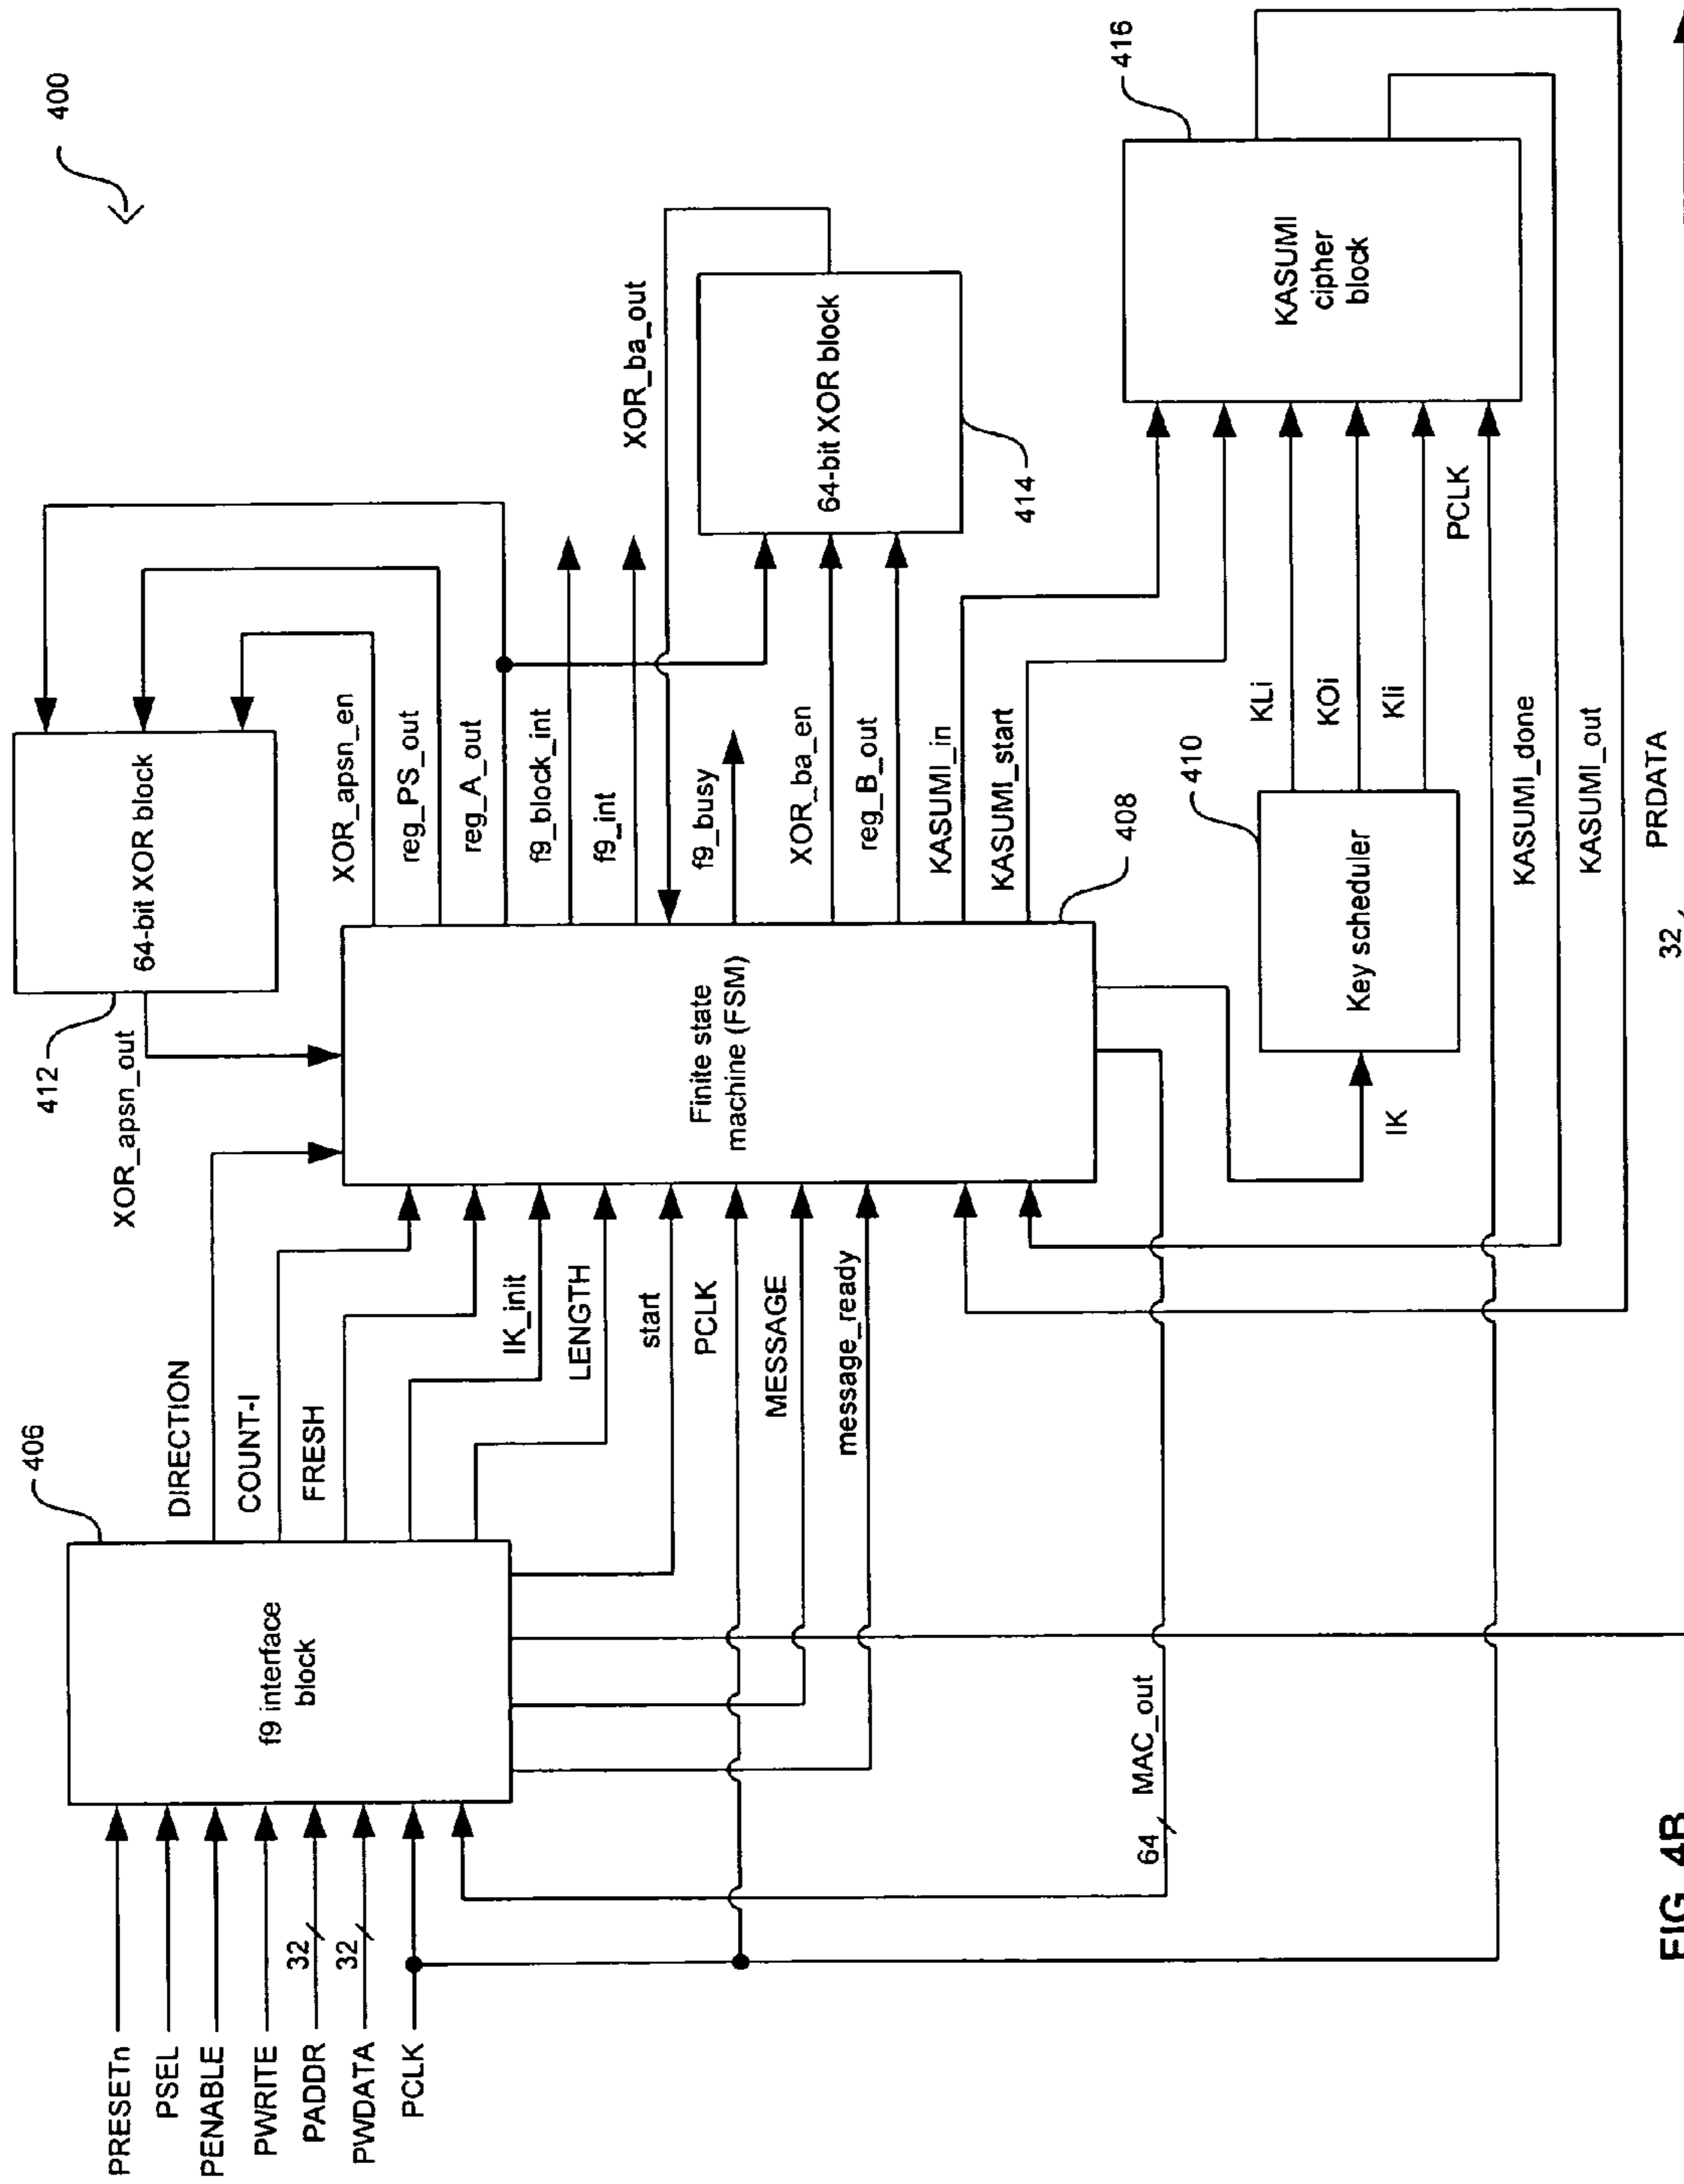 400
PRESETn
PSEL
PENABLE
PWRITE
PADDR
32
PWDATA
32
PCLK
406
f9 interface
block
DIRECTION
COUNT-I
FRESH
IK_init
LENGTH
start
PCLK
MESSAGE
message_ready
64
MAC_out
412
64-bit XOR block
XOR_apsn_out
Finite state
machine (FSM)
408
XOR_apsn_en
reg_PS_out
reg_A_out
f9_block_int
f9_int
XOR_ba_out
f9_busy
XOR_ba_en
reg_B_out
KASUMI_in
KASUMI_start
64-bit XOR block
414
410
Key scheduler
IK
KLi
KOi
KIi
PCLK
416
KASUMI
cipher
block
KASUMI_done
KASUMI_out
32
PRDATA
FIG. 4B